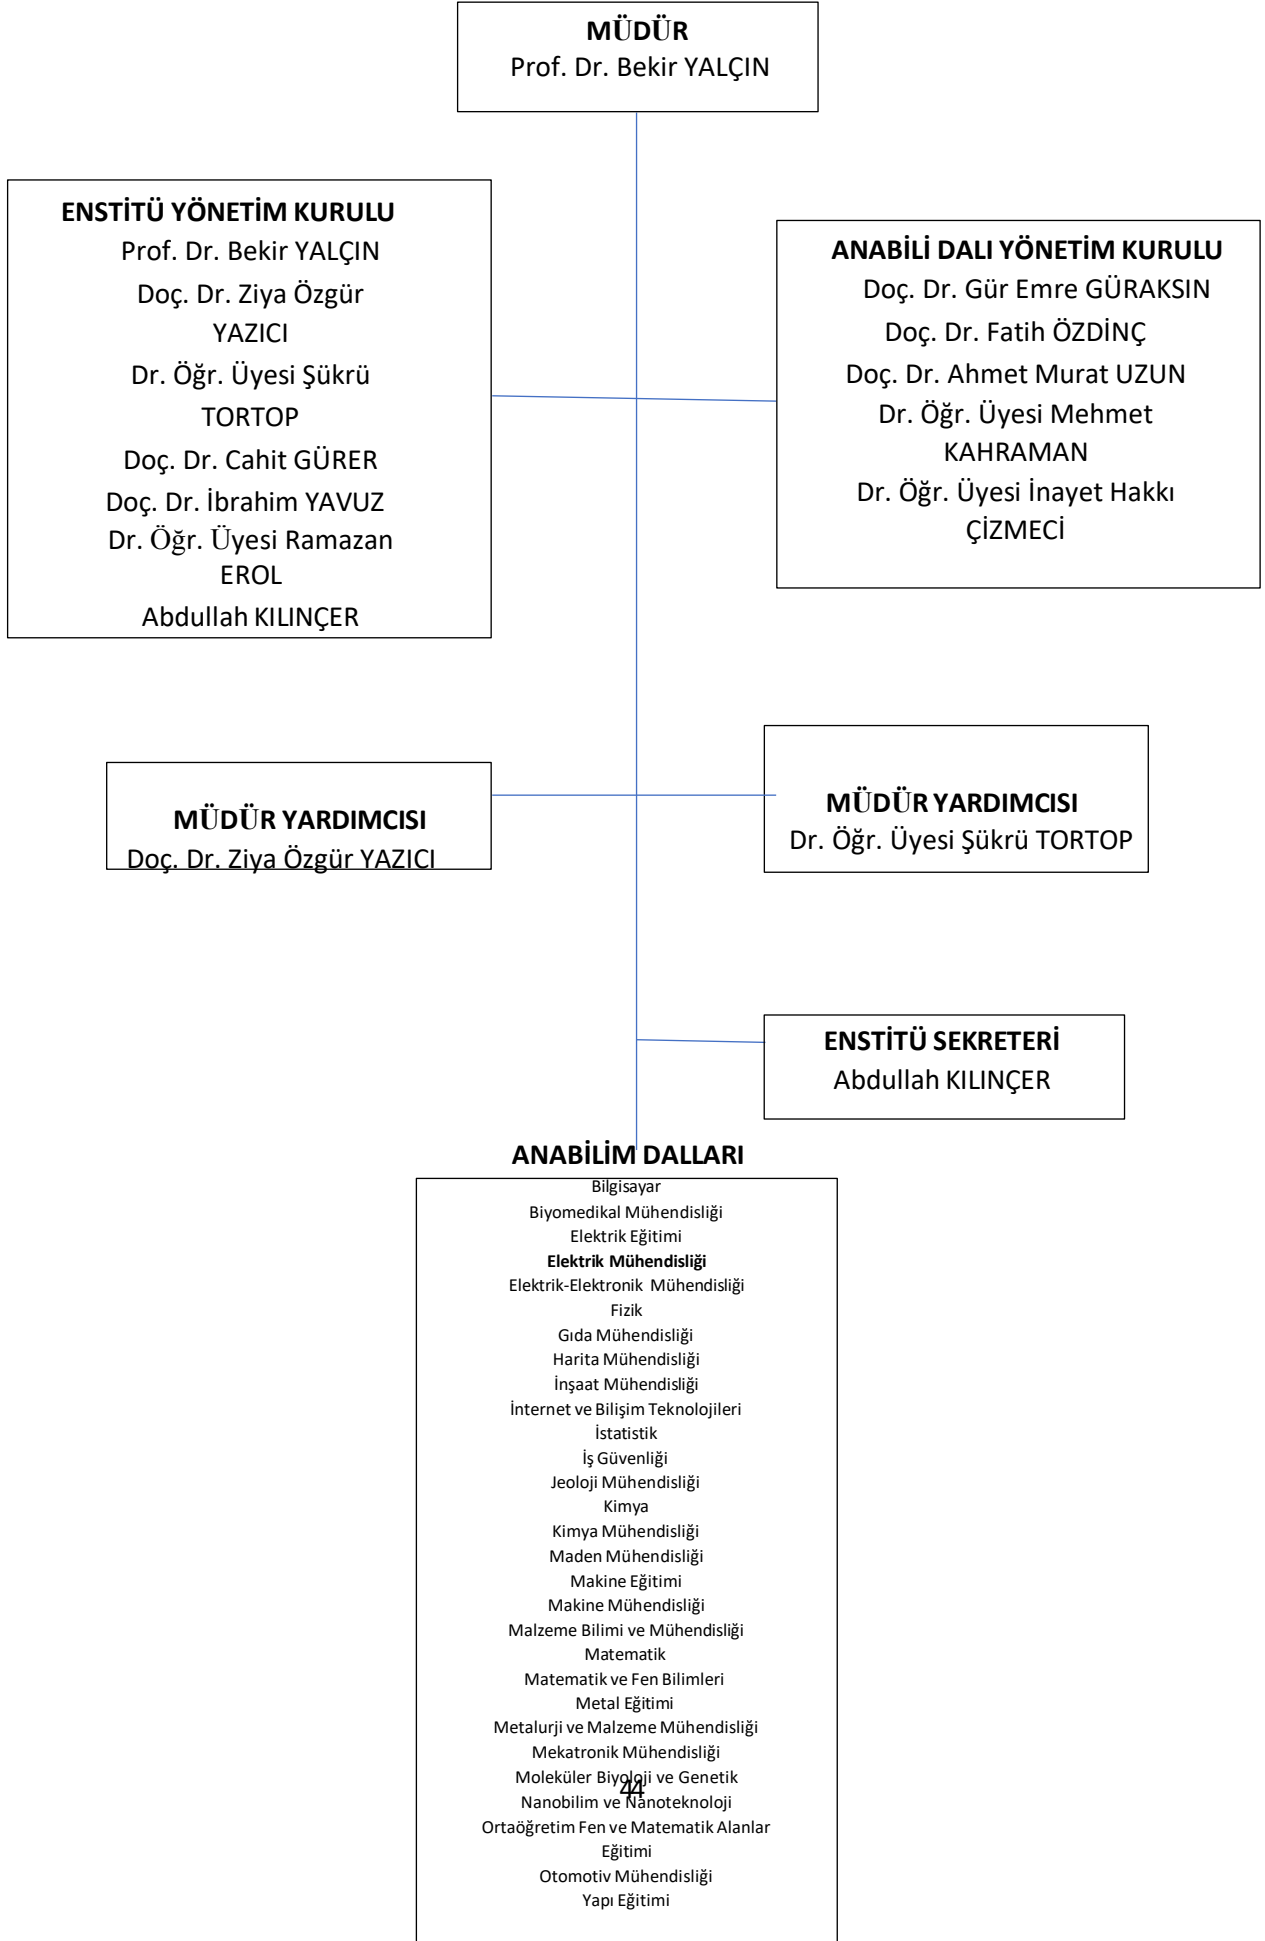 MÜDÜR
Prof. Dr. Bekir YALÇIN
ENSTİTÜ YÖNETİM KURULU
Prof. Dr. Bekir YALÇIN
Doç. Dr. Ziya Özgür
YAZICI
Dr. Öğr. Üyesi Şükrü
TORTOP
Doç. Dr. Cahit GÜRER
Doç. Dr. İbrahim YAVUZ
Dr. Öğr. Üyesi Ramazan
EROL
Abdullah KILINÇER
ANABİLİ DALI YÖNETİM KURULU
Doç. Dr. Gür Emre GÜRAKSIN
Doç. Dr. Fatih ÖZDİNÇ
Doç. Dr. Ahmet Murat UZUN
Dr. Öğr. Üyesi Mehmet
KAHRAMAN
Dr. Öğr. Üyesi İnayet Hakkı
ÇİZMECİ
MÜDÜR YARDIMCISI
Doç. Dr. Ziya Özgür YAZICI
MÜDÜR YARDIMCISI
Dr. Öğr. Üyesi Şükrü TORTOP
ENSTİTÜ SEKRETERİ
Abdullah KILINÇER
ANABİLİM DALLARI
Bilgisayar
Biyomedikal Mühendisliği
Elektrik Eğitimi
Elektrik Mühendisliği
Elektrik-Elektronik Mühendisliği
Fizik
Gıda Mühendisliği
Harita Mühendisliği
İnşaat Mühendisliği
İnternet ve Bilişim Teknolojileri
İstatistik
İş Güvenliği
Jeoloji Mühendisliği
Kimya
Kimya Mühendisliği
Maden Mühendisliği
Makine Eğitimi
Makine Mühendisliği
Malzeme Bilimi ve Mühendisliği
Matematik
Matematik ve Fen Bilimleri
Metal Eğitimi
Metalurji ve Malzeme Mühendisliği
Mekatronik Mühendisliği
Moleküler Biyoloji ve Genetik
44
Nanobilim ve Nanoteknoloji
Ortaöğretim Fen ve Matematik Alanlar
Eğitimi
Otomotiv Mühendisliği
Yapı Eğitimi